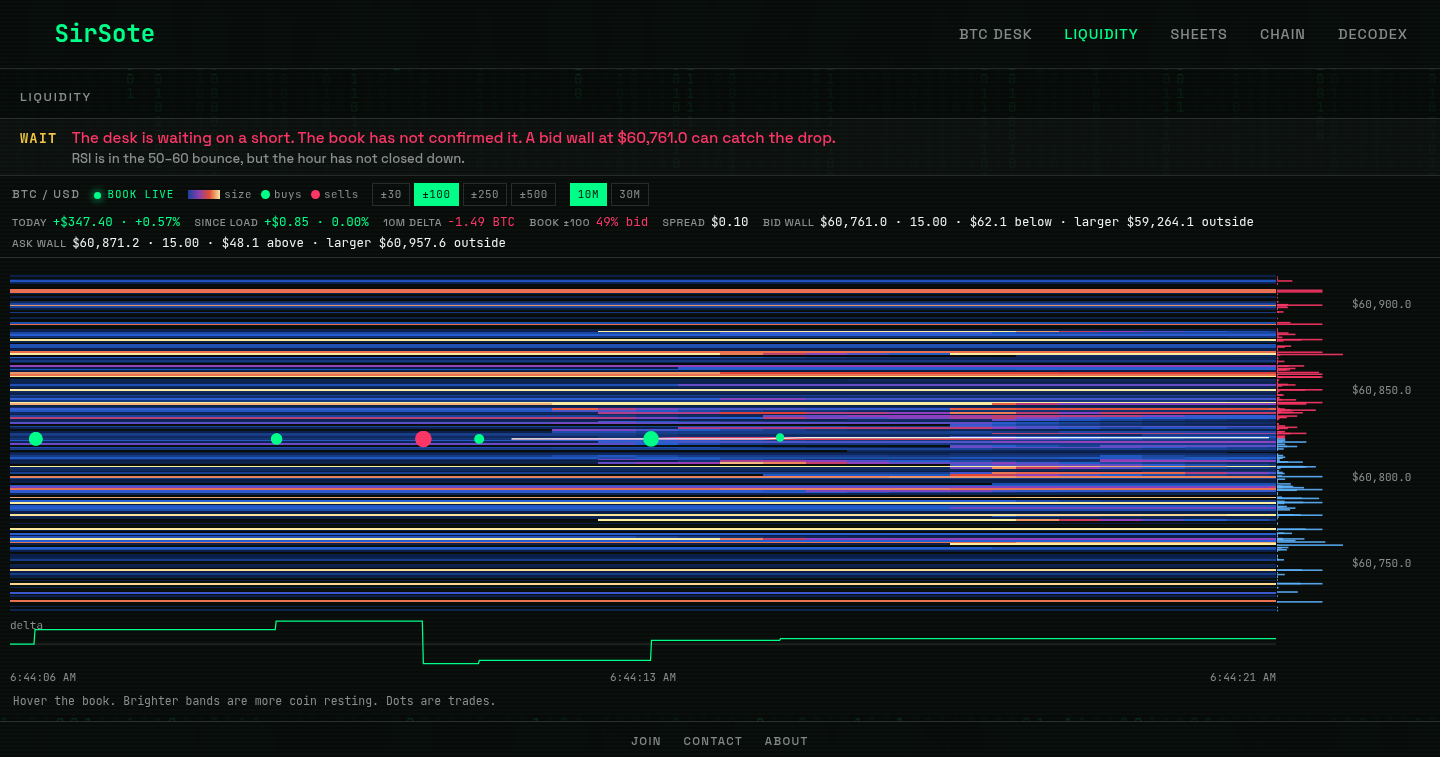 SirSote
BTC DESK LIQUIDITY SHEETS CHAIN DECODEX
LIQUIDITY
WAIT The desk is waiting on a short. The book has not confirmed it. A bid wall at $60,761.0 can catch the drop.
RSI is in the 50–60 bounce, but the hour has not closed down.
BTC / USD BOOK LIVE size buys sells ±30 ±100 ±250 ±500 10M 30M
TODAY +$347.40 · +0.57% SINCE LOAD +$0.85 · 0.00% 10M DELTA -1.49 BTC BOOK ±100 49% bid SPREAD $0.10 BID WALL $60,761.0 · 15.00 · $62.1 below · larger $59,264.1 outside
ASK WALL $60,871.2 · 15.00 · $48.1 above · larger $60,957.6 outside
$60,900.0
$60,850.0
$60,800.0
$60,750.0
delta
6:44:06 AM 6:44:13 AM 6:44:21 AM
Hover the book. Brighter bands are more coin resting. Dots are trades.
JOIN CONTACT ABOUT